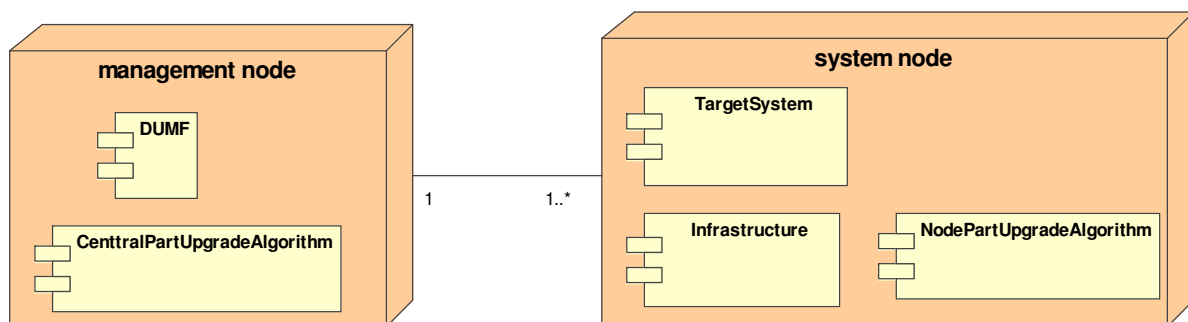 management node
DUMF
CenttralPartUpgradeAlgorithm
1
1..*
system node
TargetSystem
Infrastructure
NodePartUpgradeAlgorithm